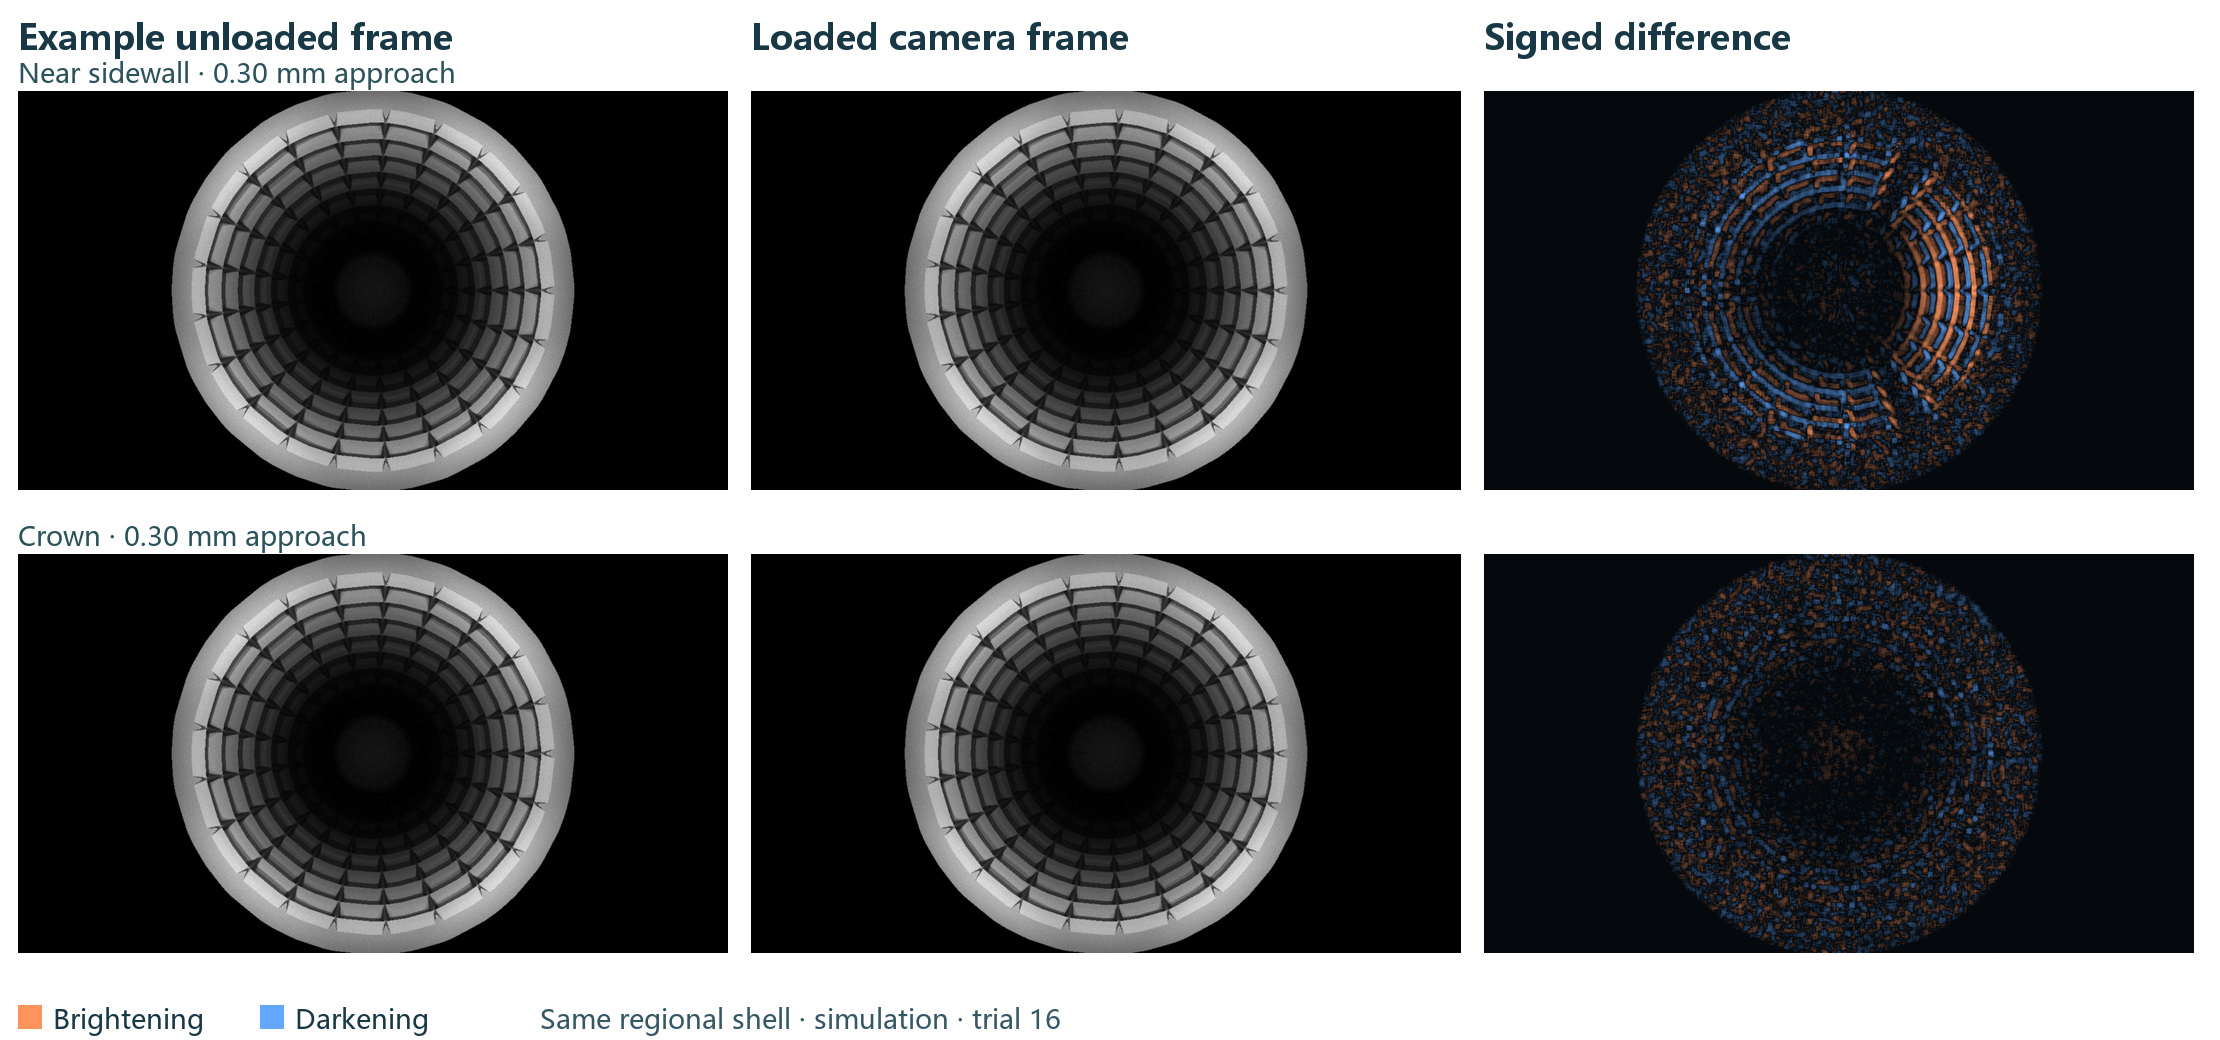 Example unloaded frame
Loaded camera frame
Signed difference
Near sidewall · 0.30 mm approach
Crown · 0.30 mm approach
Brightening
Darkening
Same regional shell · simulation · trial 16